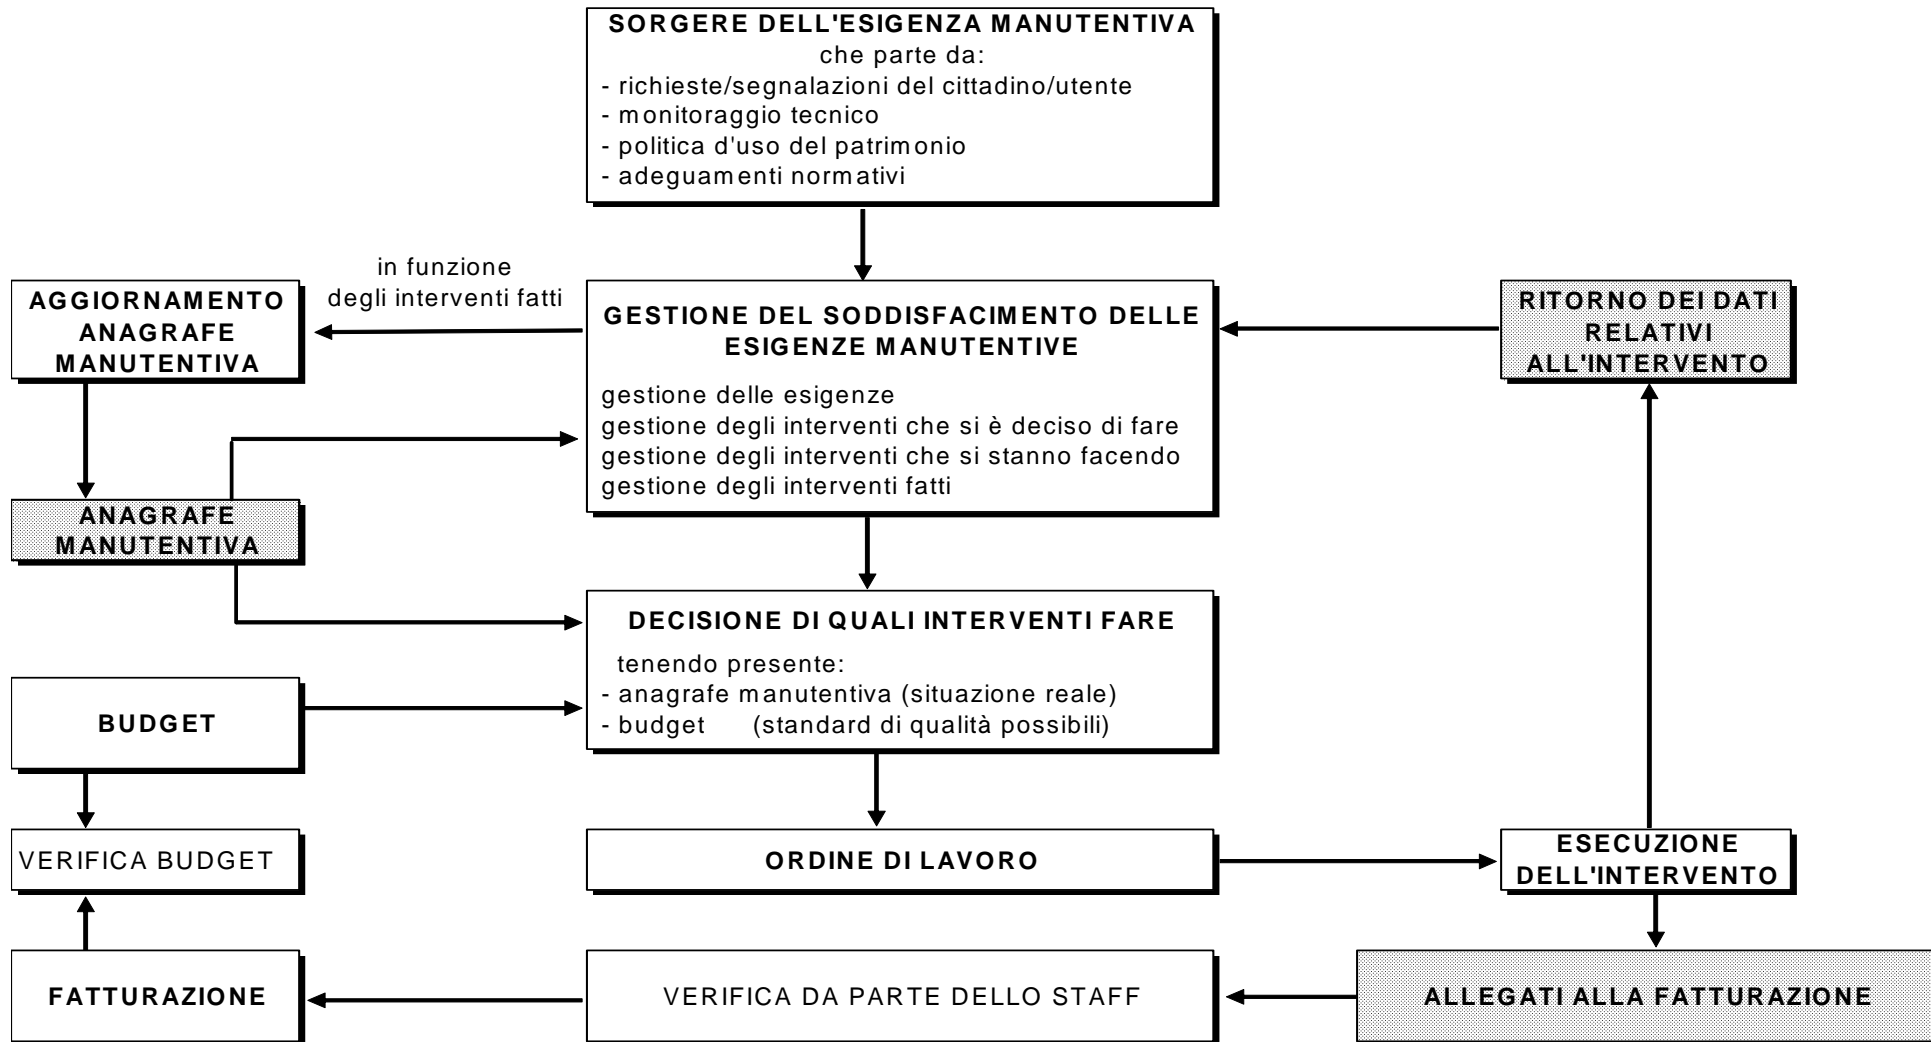 SORGERE DELL'ESIGENZA MANUTENTIVA
che parte da:
- richieste/segnalazioni del cittadino/utente
- monitoraggio tecnico
- politica d'uso del patrimonio
- adeguamenti normativi
in funzione
degli interventi fatti
AGGIORNAMENTO
ANAGRAFE
MANUTENTIVA
GESTIONE DEL SODDISFACIMENTO DELLE
ESIGENZE MANUTENTIVE
gestione delle esigenze
gestione degli interventi che si è deciso di fare
gestione degli interventi che si stanno facendo
gestione degli interventi fatti
RITORNO DEI DATI
RELATIVI
ALL'INTERVENTO
ANAGRAFE
MANUTENTIVA
DECISIONE DI QUALI INTERVENTI FARE
tenendo presente:
- anagrafe manutentiva (situazione reale)
- budget (standard di qualità possibili)
BUDGET
VERIFICA BUDGET
ORDINE DI LAVORO
ESECUZIONE
DELL'INTERVENTO
FATTURAZIONE
VERIFICA DA PARTE DELLO STAFF
ALLEGATI ALLA FATTURAZIONE